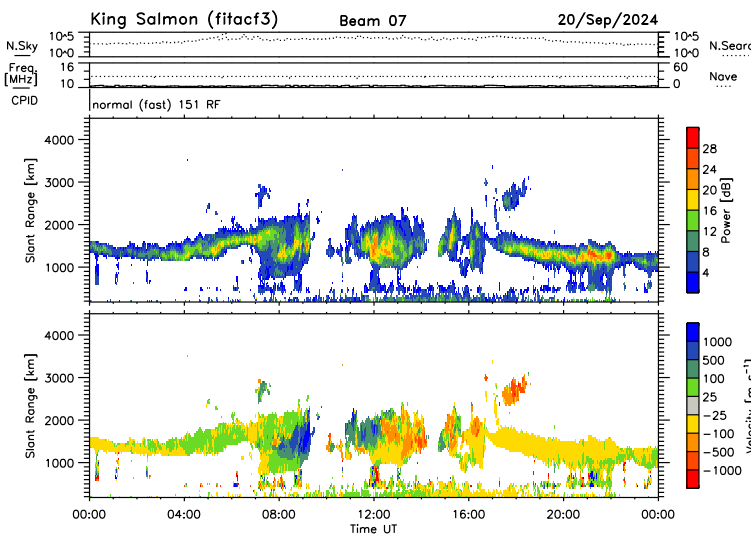 King Salmon (fitacf3) Beam 07 20/Sep/2024
N.Sky 10^5 10^0 10^5 10^0 N.Sear
Freq [MHz] 16 10 60 0 Nave
CPID normal (fast) 151 RF
Slant Range [km] 4000 3000 2000 1000
28 24 20 16 12 8 4 Power [dB]
Slant Range [km] 4000 3000 2000 1000
1000 500 100 25 -25 -100 -500 -1000 Velocity [m s^-1]
00:00 04:00 08:00 12:00 16:00 20:00 00:00
Time UT